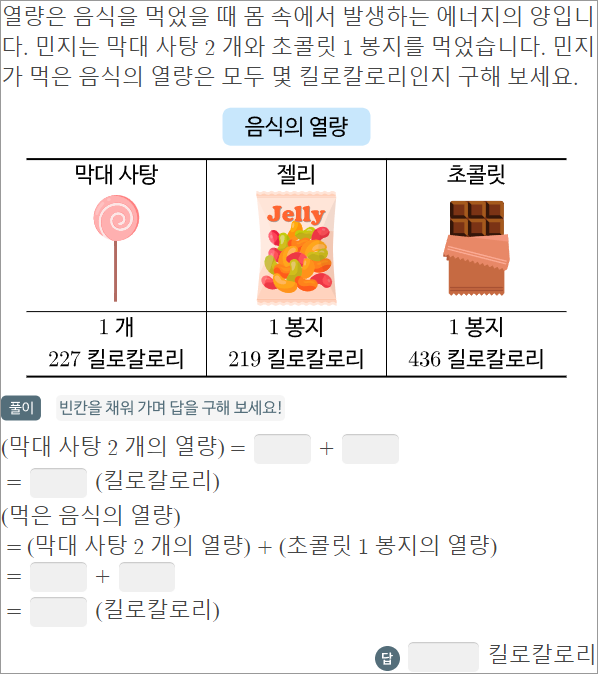 열량은 음식을 먹었을 때 몸 속에서 발생하는 에너지의 양입니
다. 민지는 막대 사탕 2 개와 초콜릿 1 봉지를 먹었습니다. 민지
가 먹은 음식의 열량은 모두 몇 킬로칼로리인지 구해 보세요.
음식의 열량
막대 사탕 젤리 초콜릿
Jelly
1 개 1 봉지 1 봉지
227 킬로칼로리 219 킬로칼로리 436 킬로칼로리
풀이 빈칸을 채워 가며 답을 구해 보세요!
(막대 사탕 2 개의 열량) = +
= (킬로칼로리)
(먹은 음식의 열량)
= (막대 사탕 2 개의 열량) + (초콜릿 1 봉지의 열량)
= +
= (킬로칼로리)
답 킬로칼로리